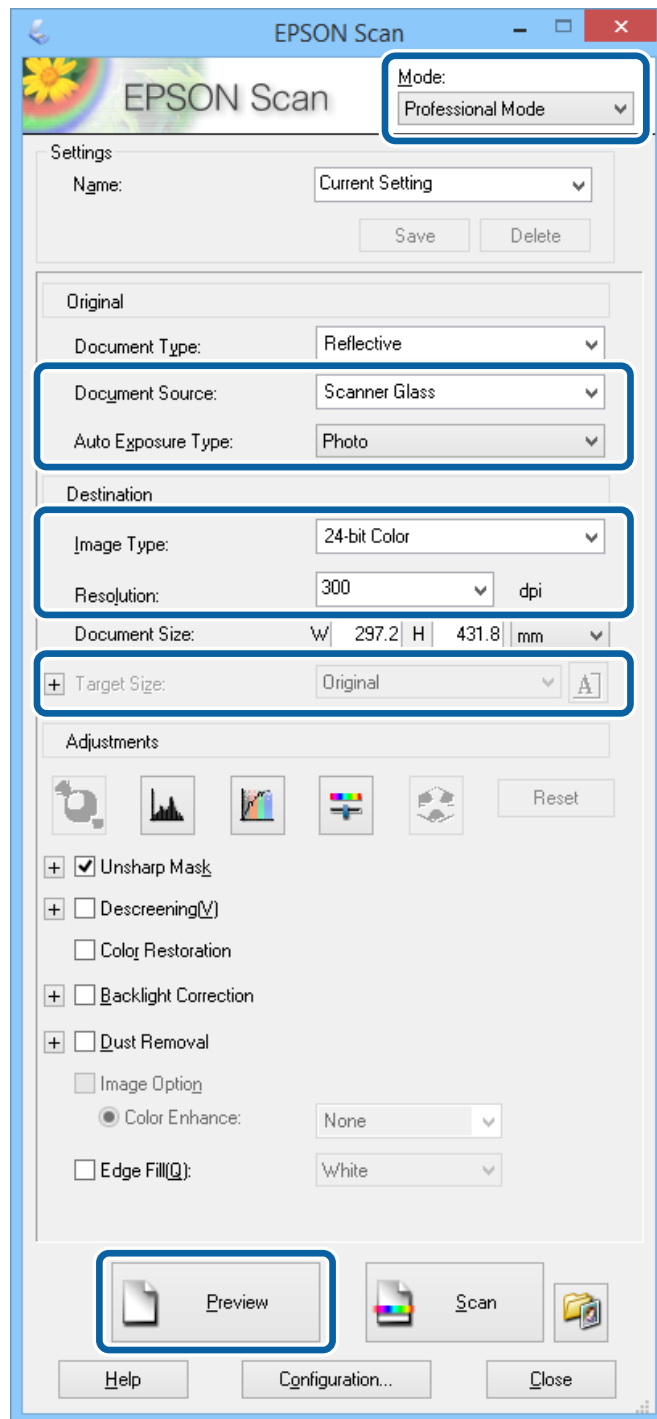 EPSON Scan
EPSON Scan
Mode:
Professional Mode
Settings
Name: Current Setting
Save Delete
Original
Document Type: Reflective
Document Source: Scanner Glass
Auto Exposure Type: Photo
Destination
Image Type: 24-bit Color
Resolution: 300 dpi
Document Size: W 297.2 H 431.8 mm
+ Target Size: Original A
Adjustments
Reset
+ Unsharp Mask
+ Descreening(V)
Color Restoration
+ Backlight Correction
+ Dust Removal
Image Option
Color Enhance: None
Edge Fill(Q): White
Preview Scan
Help Configuration... Close